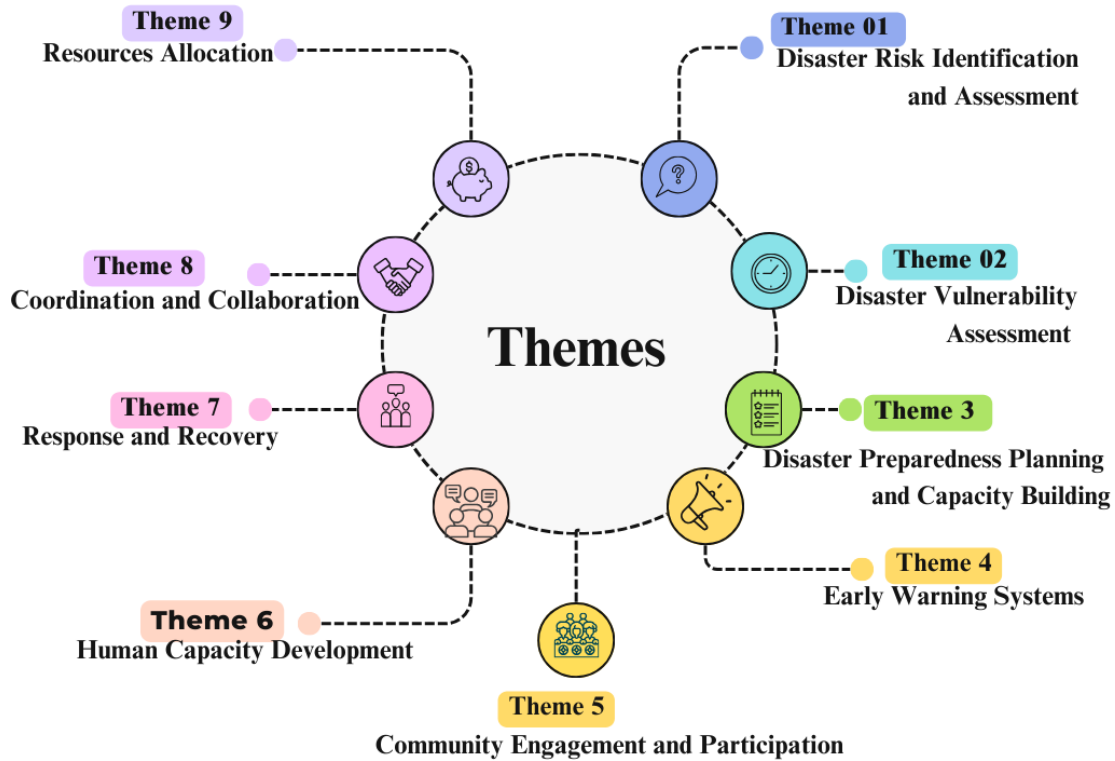 Themes
Theme 01
Disaster Risk Identification
and Assessment
Theme 02
Disaster Vulnerability
Assessment
Theme 3
Disaster Preparedness Planning
and Capacity Building
Theme 4
Early Warning Systems
Theme 5
Community Engagement and Participation
Theme 6
Human Capacity Development
Theme 7
Response and Recovery
Theme 8
Coordination and Collaboration
Theme 9
Resources Allocation
$
?